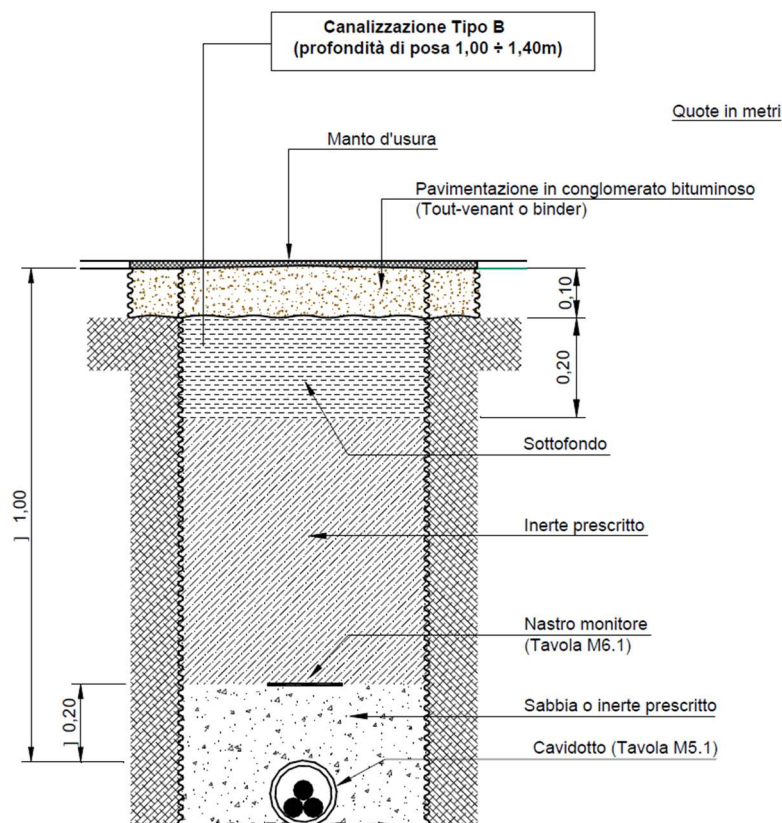 Canalizzazione Tipo B
(profondità di posa 1,00 ÷ 1,40m)
Quote in metri
Manto d'usura
Pavimentazione in conglomerato bituminoso
(Tout-venant o binder)
0,10
0,20
Sottofondo
] 1,00
Inerte prescritto
Nastro monitore
(Tavola M6.1)
] 0,20
Sabbia o inerte prescritto
Cavidotto (Tavola M5.1)